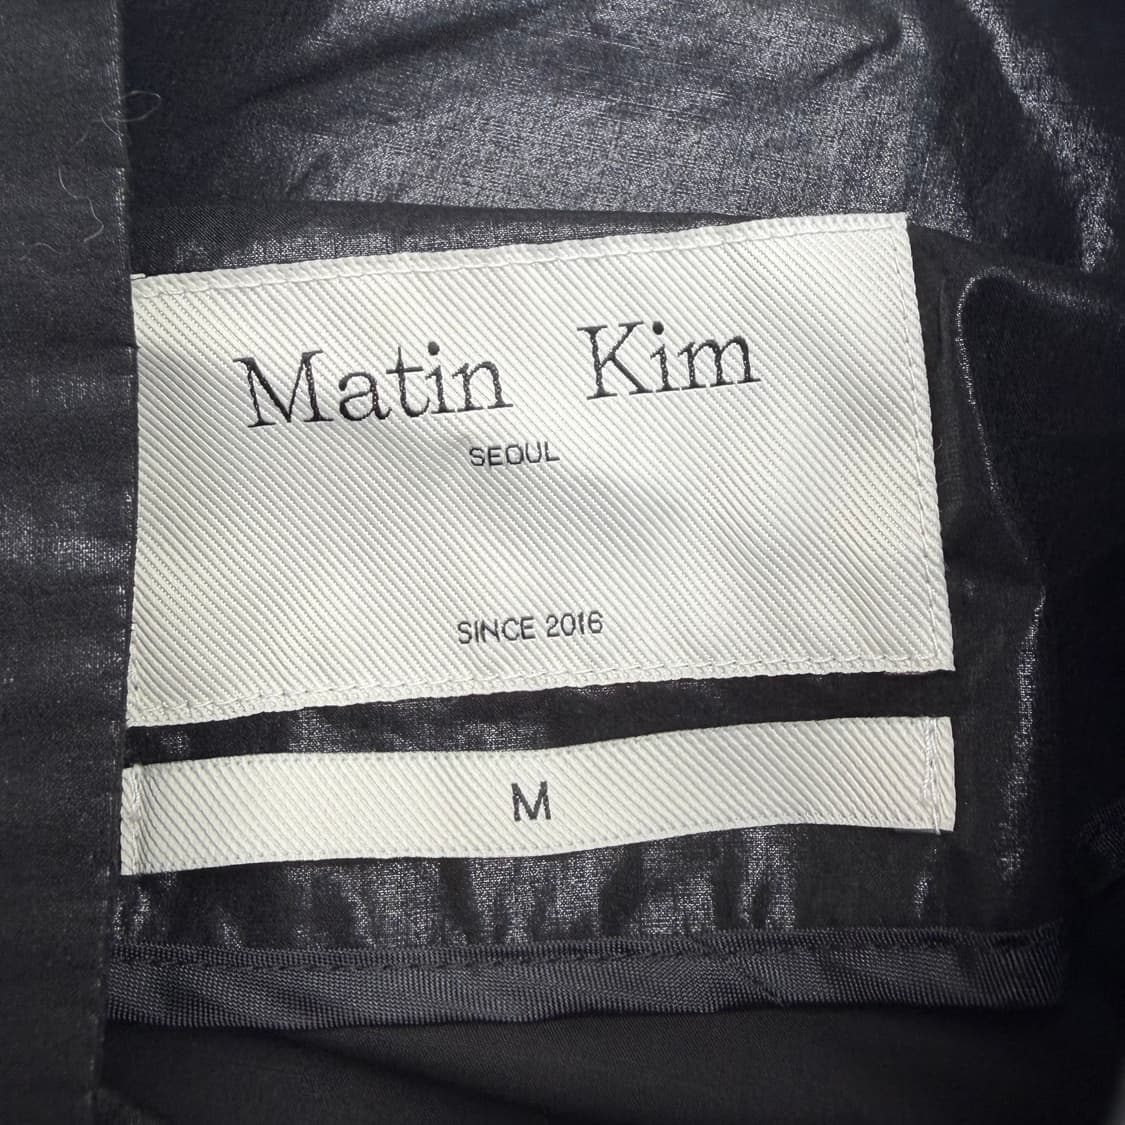 Matin Kim
SEOUL
SINCE 2016
M